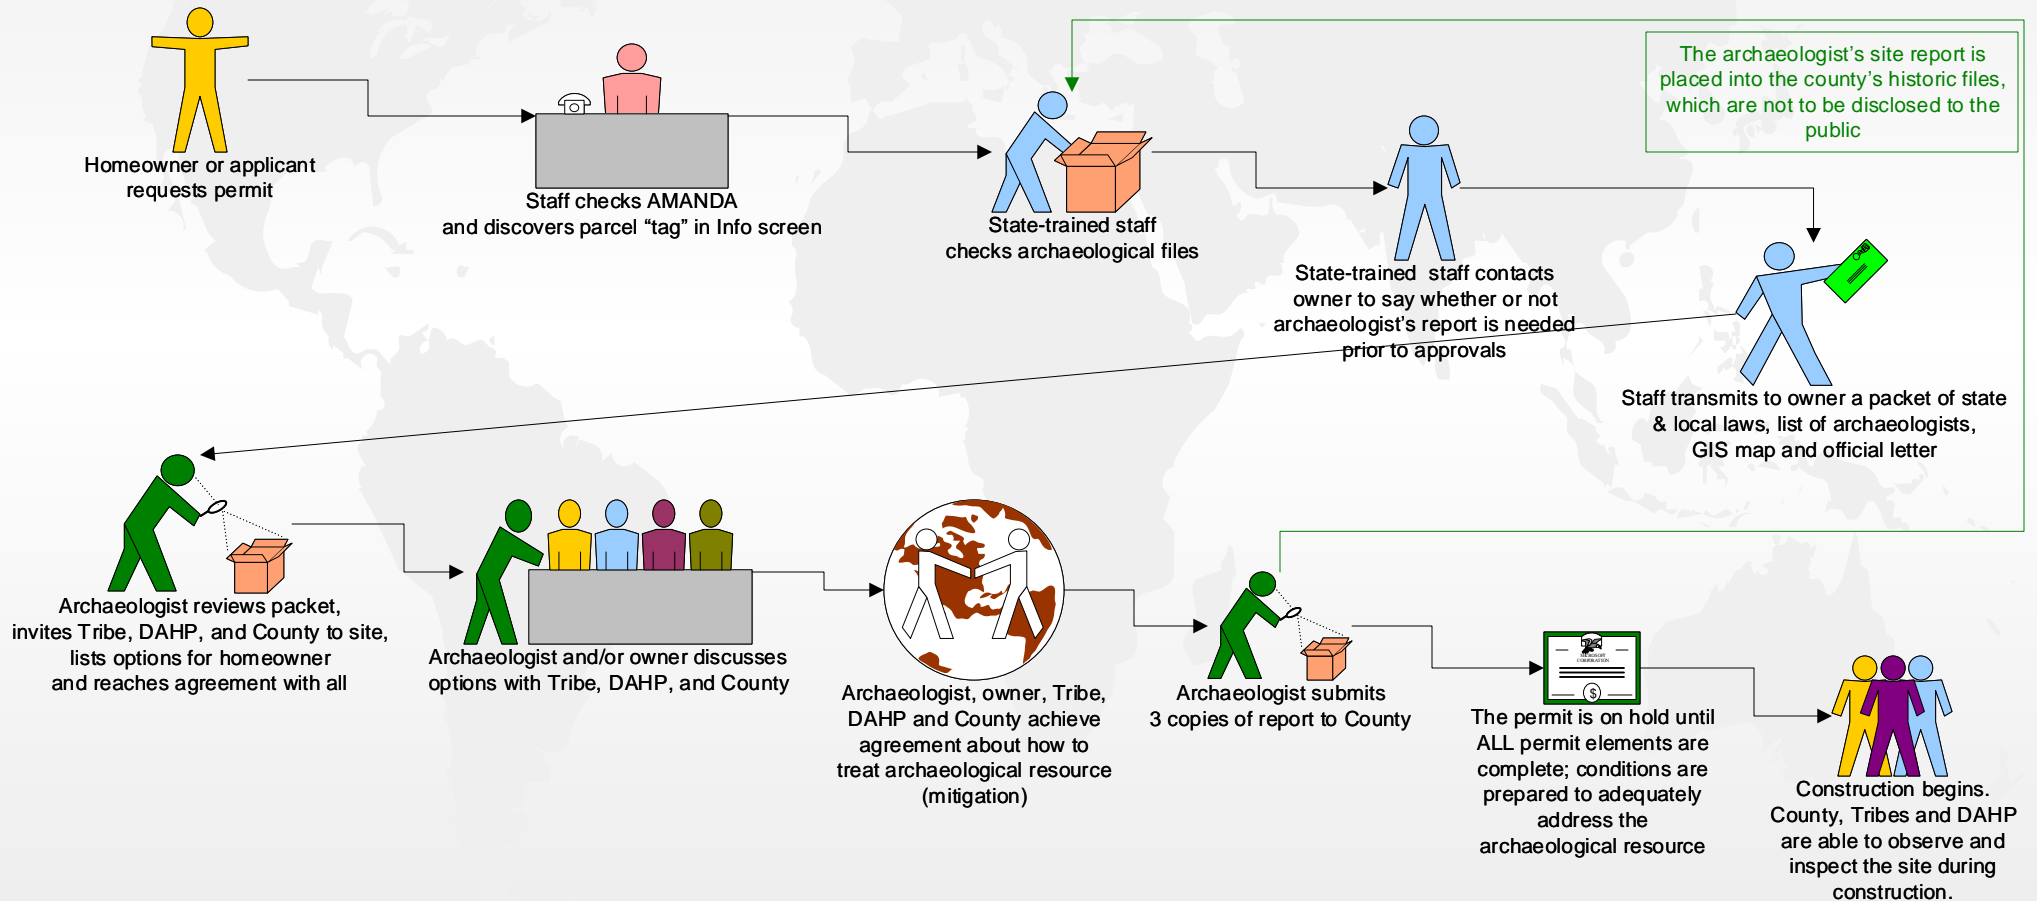 Homeowner or applicant
requests permit
Staff checks AMANDA
and discovers parcel “tag” in Info screen
State-trained staff
checks archaeological files
State-trained  staff contacts
owner to say whether or not
archaeologist’s report is needed
prior to approvals
The archaeologist’s site report is
placed into the county’s historic files,
which are not to be disclosed to the
public
Staff transmits to owner a packet of state
& local laws, list of archaeologists,
GIS map and official letter
Archaeologist reviews packet,
invites Tribe, DAHP, and County to site,
lists options for homeowner
and reaches agreement with all
Archaeologist and/or owner discusses
options with Tribe, DAHP, and County
Archaeologist, owner, Tribe,
DAHP and County achieve
agreement about how to
treat archaeological resource
(mitigation)
Archaeologist submits
3 copies of report to County
MICROSOFT
CORPORATION
$
The permit is on hold until
ALL permit elements are
complete; conditions are
prepared to adequately
address the
archaeological resource
Construction begins.
County, Tribes and DAHP
are able to observe and
inspect the site during
construction.